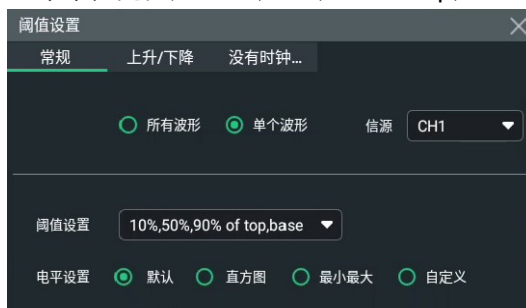 阈值设置
常规 上升/下降 没有时钟...
所有波形 单个波形 信源 CH1
阈值设置 10%,50%,90% of top,base
电平设置 默认 直方图 最小最大 自定义